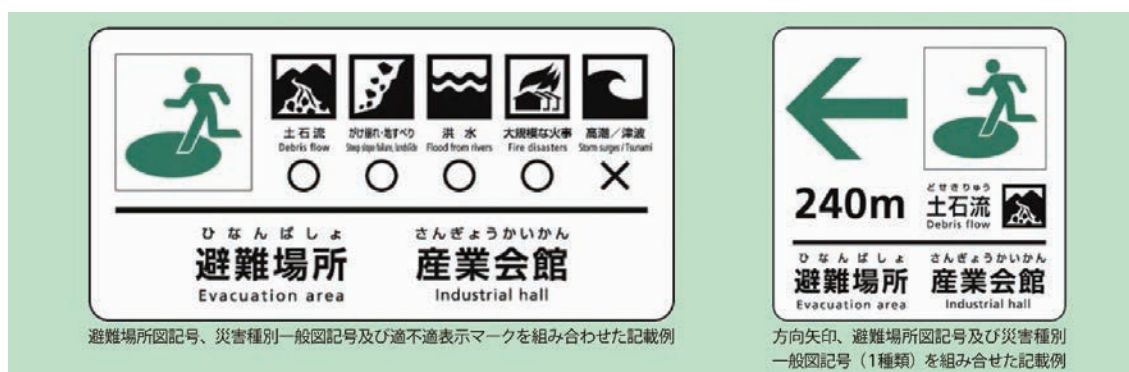 土石流
Debris flow
がけ崩れ・地すべり
Steep slope failure, landslide
洪水
Flood from rivers
大規模な火事
Fire disasters
高潮／津波
Storm surges / Tsunami
○ ○ ○ ○ ×
ひなんばしょ
避難場所
Evacuation area
さんぎょうかいかん
産業会館
Industrial hall
避難場所図記号、災害種別一般図記号及び適不適表示マークを組み合わせた記載例
240m
どせきりゅう
土石流
Debris flow
ひなんばしょ
避難場所
Evacuation area
さんぎょうかいかん
産業会館
Industrial hall
方向矢印、避難場所図記号及び災害種別
一般図記号（1種類）を組み合せた記載例